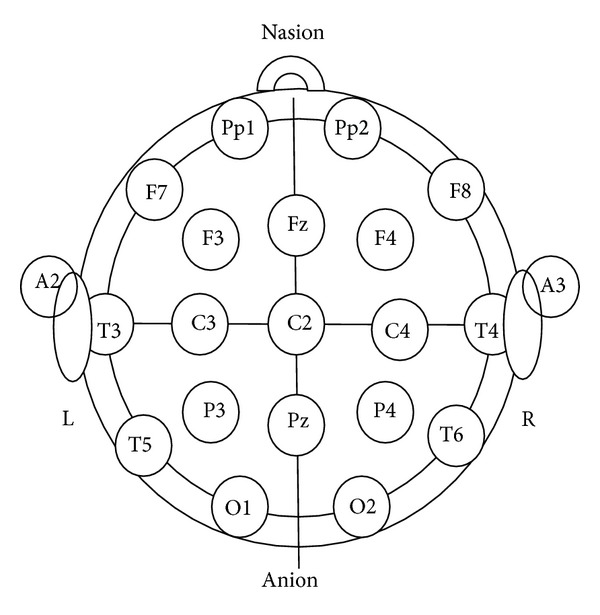 Nasion
Pp1 Pp2
F7 F8
F3 Fz F4
A2 A3
T3 C3 C2 C4 T4
P3 Pz P4
L R
T5 T6
O1 O2
Anion